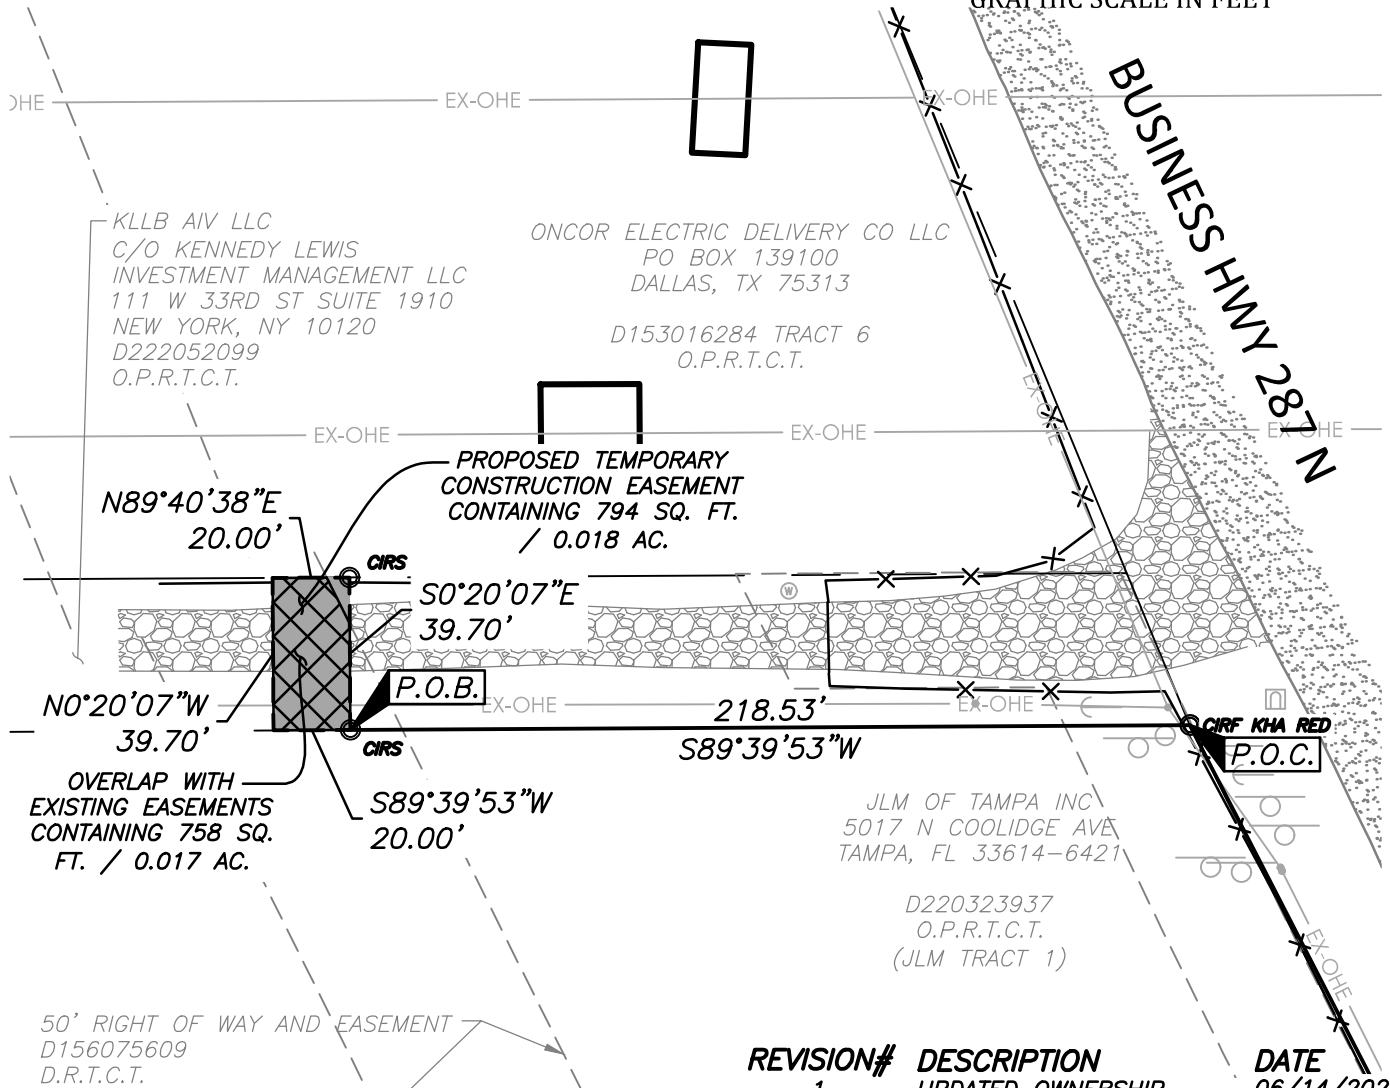 GRAPHIC SCALE IN FEET
BUSINESS HWY 287 N
EX-OHE
EX-OHE
KLLB AIV LLC
C/O KENNEDY LEWIS
INVESTMENT MANAGEMENT LLC
111 W 33RD ST SUITE 1910
NEW YORK, NY 10120
D222052099
O.P.R.T.C.T.
ONCOR ELECTRIC DELIVERY CO LLC
PO BOX 139100
DALLAS, TX 75313
D153016284 TRACT 6
O.P.R.T.C.T.
EX-OHE
EX-OHE
EX-OHE
EX-OHE
PROPOSED TEMPORARY
CONSTRUCTION EASEMENT
CONTAINING 794 SQ. FT.
/ 0.018 AC.
N89°40'38"E
20.00'
CIRS
S0°20'07"E
39.70'
W
P.O.B.
N0°20'07"W
39.70'
EX-OHE
EX-OHE
218.53'
S89°39'53"W
CIRS
CIRF KHA RED
P.O.C.
OVERLAP WITH
EXISTING EASEMENTS
CONTAINING 758 SQ.
FT. / 0.017 AC.
S89°39'53"W
20.00'
JLM OF TAMPA INC
5017 N COOLIDGE AVE
TAMPA, FL 33614-6421
D220323937
O.P.R.T.C.T.
(JLM TRACT 1)
EX-OHE
50' RIGHT OF WAY AND EASEMENT
D156075609
D.R.T.C.T.
REVISION# DESCRIPTION DATE
1 UPDATED OWNERSHIP